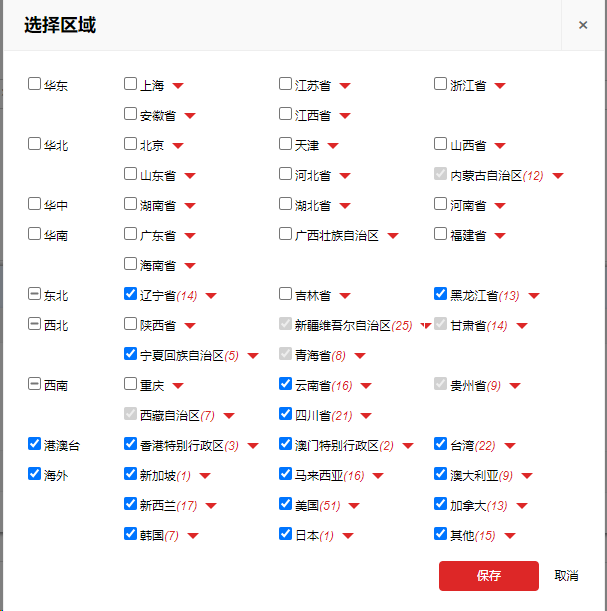 选择区域 ×
华东 上海 江苏省 浙江省
安徽省 江西省
华北 北京 天津 山西省
山东省 河北省 内蒙古自治区(12)
华中 湖南省 湖北省 河南省
华南 广东省 广西壮族自治区 福建省
海南省
东北 辽宁省(14) 吉林省 黑龙江省(13)
西北 陕西省 新疆维吾尔自治区(25) 甘肃省(14)
宁夏回族自治区(5) 青海省(8)
西南 重庆 云南省(16) 贵州省(9)
西藏自治区(7) 四川省(21)
港澳台 香港特别行政区(3) 澳门特别行政区(2) 台湾(22)
海外 新加坡(1) 马来西亚(16) 澳大利亚(9)
新西兰(17) 美国(51) 加拿大(13)
韩国(7) 日本(1) 其他(15)
保存 取消